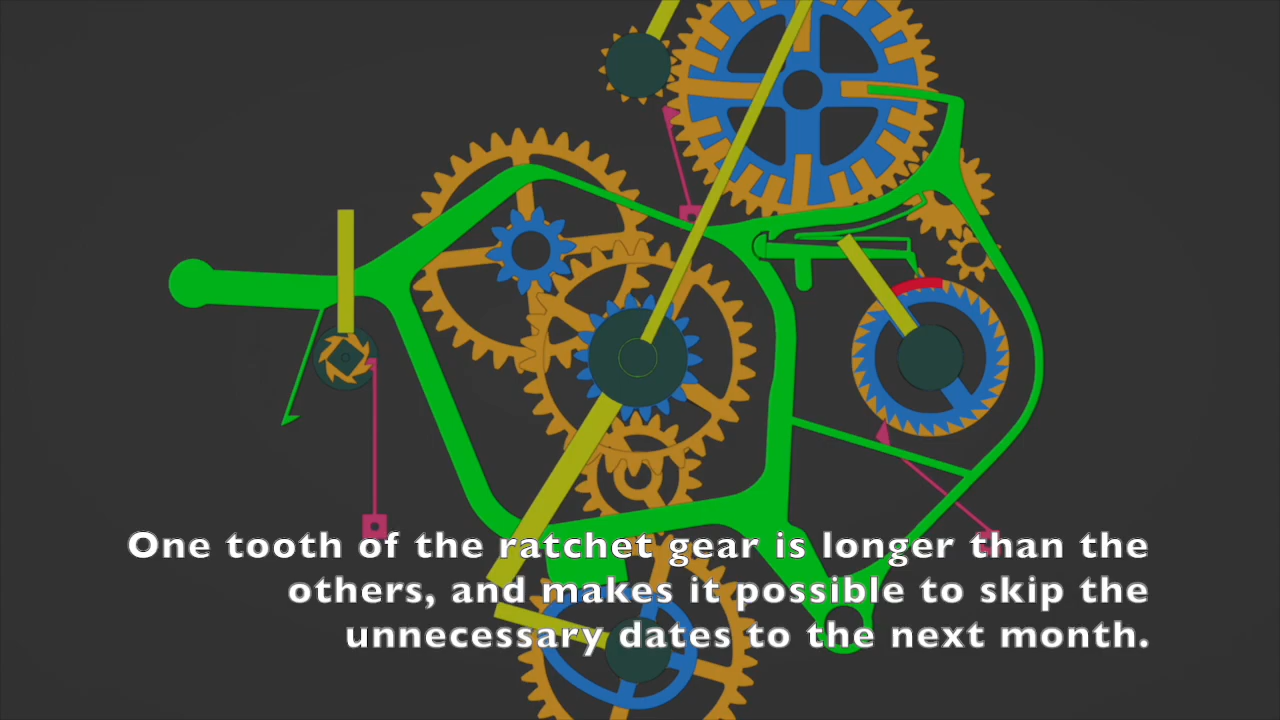 One tooth of the ratchet gear is longer than the
others, and makes it possible to skip the
unnecessary dates to the next month.